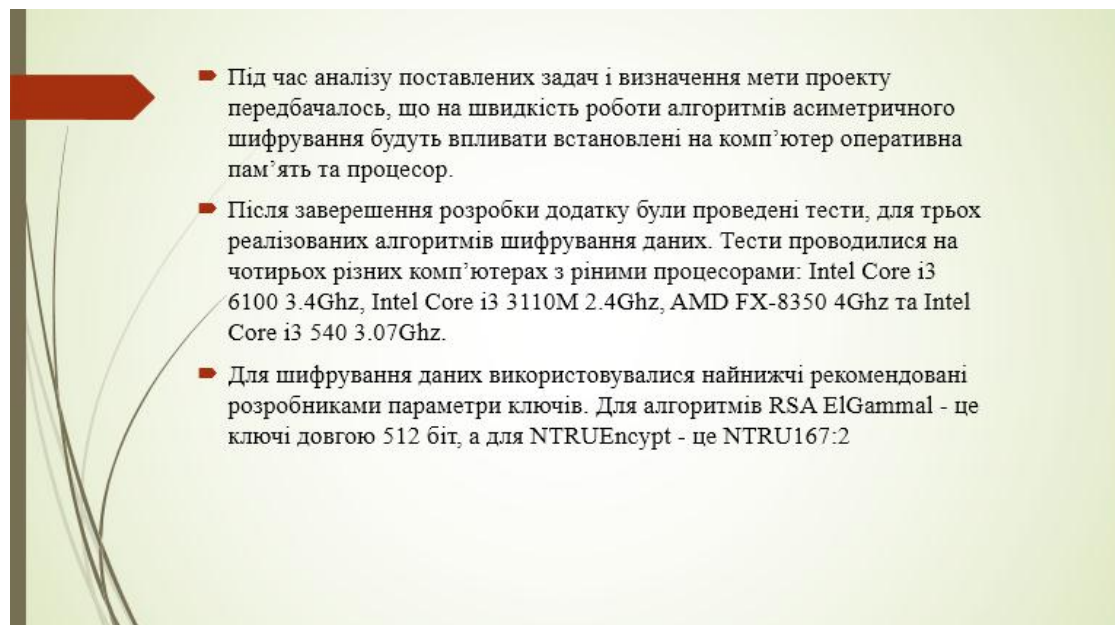 Під час аналізу поставлених задач і визначення мети проекту
передбачалось, що на швидкість роботи алгоритмів асиметричного
шифрування будуть впливати встановлені на комп’ютер оперативна
пам’ять та процесор.
Після заверешення розробки додатку були проведені тести, для трьох
реалізованих алгоритмів шифрування даних. Тести проводилися на
чотирьох різних комп’ютерах з ріними процесорами: Intel Core i3
6100 3.4Ghz, Intel Core i3 3110M 2.4Ghz, AMD FX-8350 4Ghz та Intel
Core i3 540 3.07Ghz.
Для шифрування даних використовувалися найнижчі рекомендовані
розробниками параметри ключів. Для алгоритмів RSA ElGammal - це
ключі довгою 512 біт, а для NTRUEncypt - це NTRU167:2